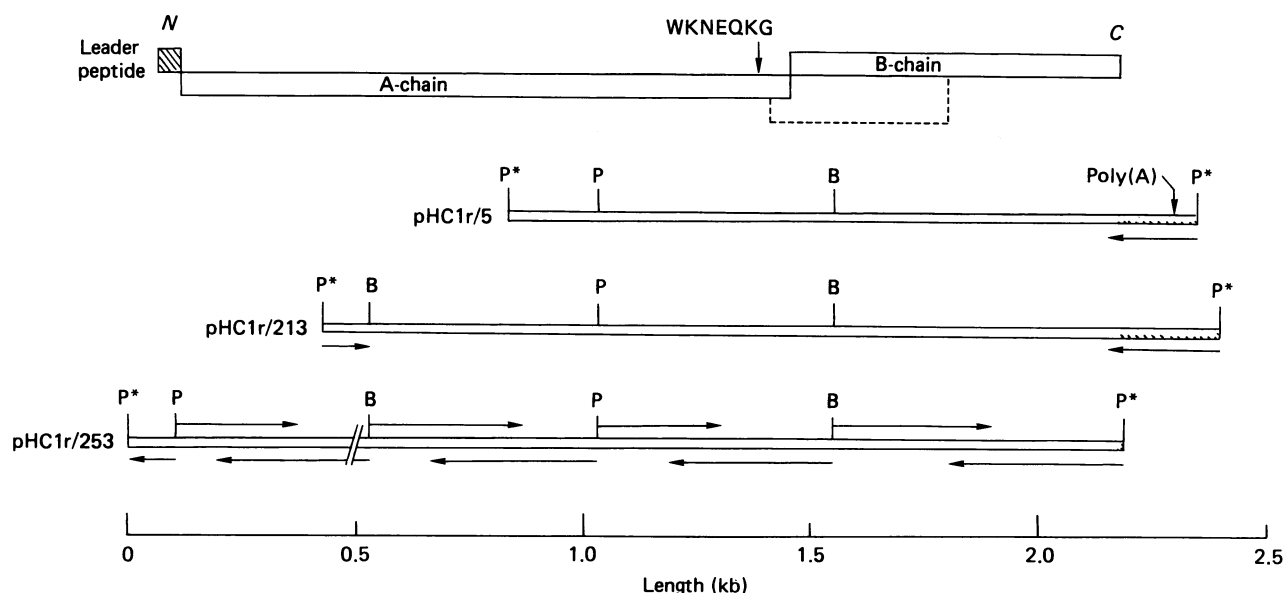 N
WKNEQKG
C
Leader
peptide
B-chain
A-chain
P* P B Poly(A) P*
pHC1r/5
P* B P B P*
pHC1r/213
P* P B P B P*
pHC1r/253
0 0.5 1.0 1.5 2.0 2.5
Length (kb)